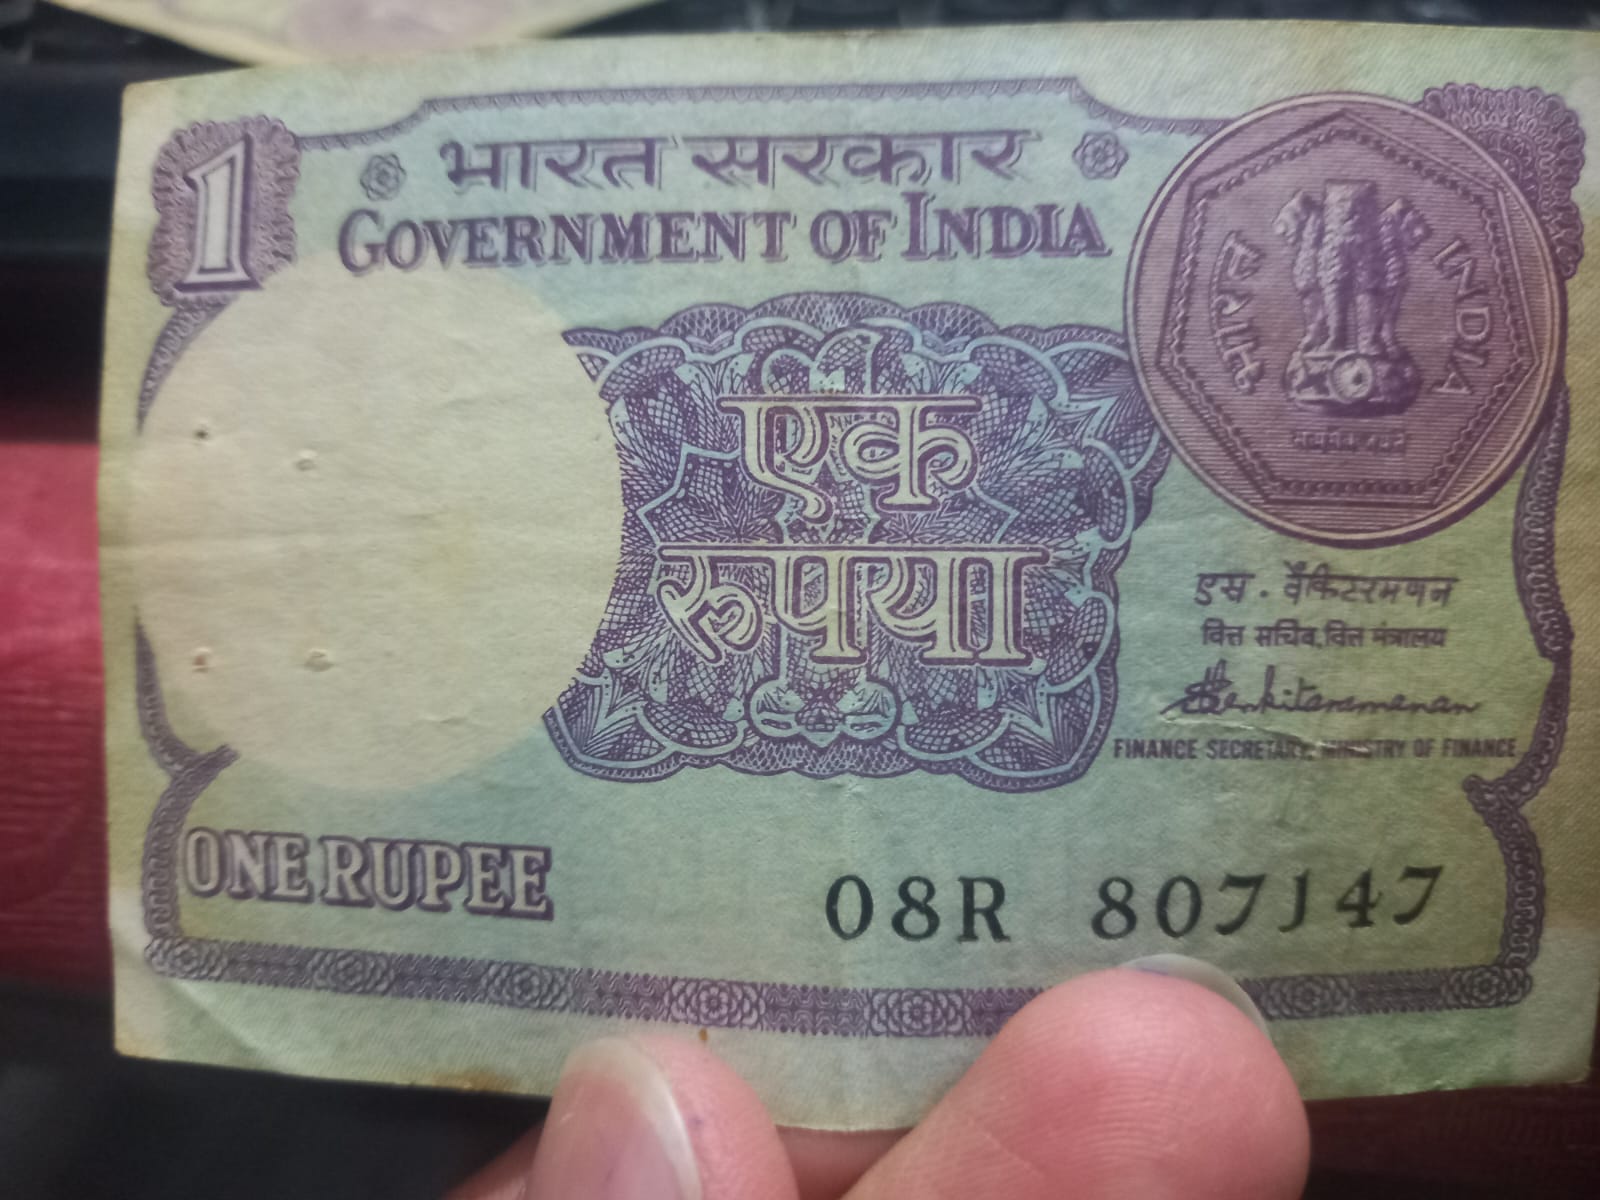 1
भारत सरकार
GOVERNMENT OF INDIA
भारत
INDIA
सत्यमेव जयते
एक
रुपया
एस. वेंकिटरमणन
वित्त सचिव, वित्त मंत्रालय
SVenkitaramanan
FINANCE SECRETARY, MINISTRY OF FINANCE
ONE RUPEE
08R 807147